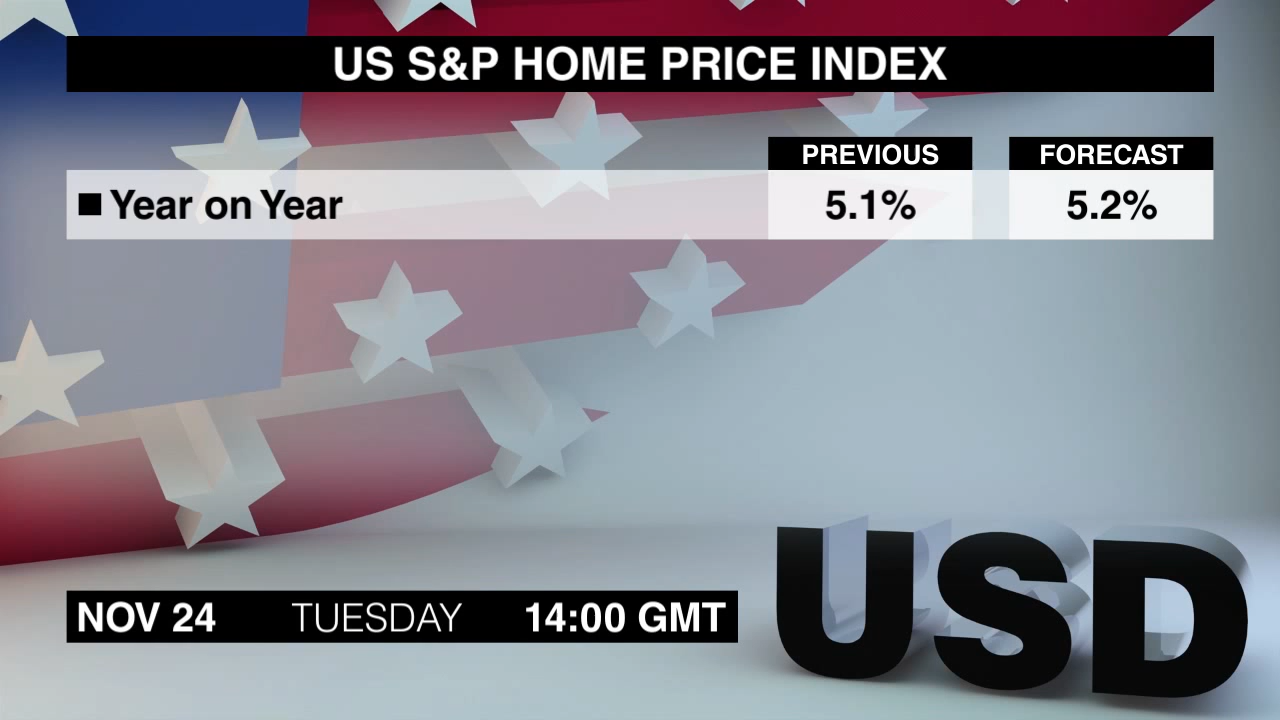 US S&P HOME PRICE INDEX
PREVIOUS FORECAST
Year on Year 5.1% 5.2%
NOV 24 TUESDAY 14:00 GMT
USD